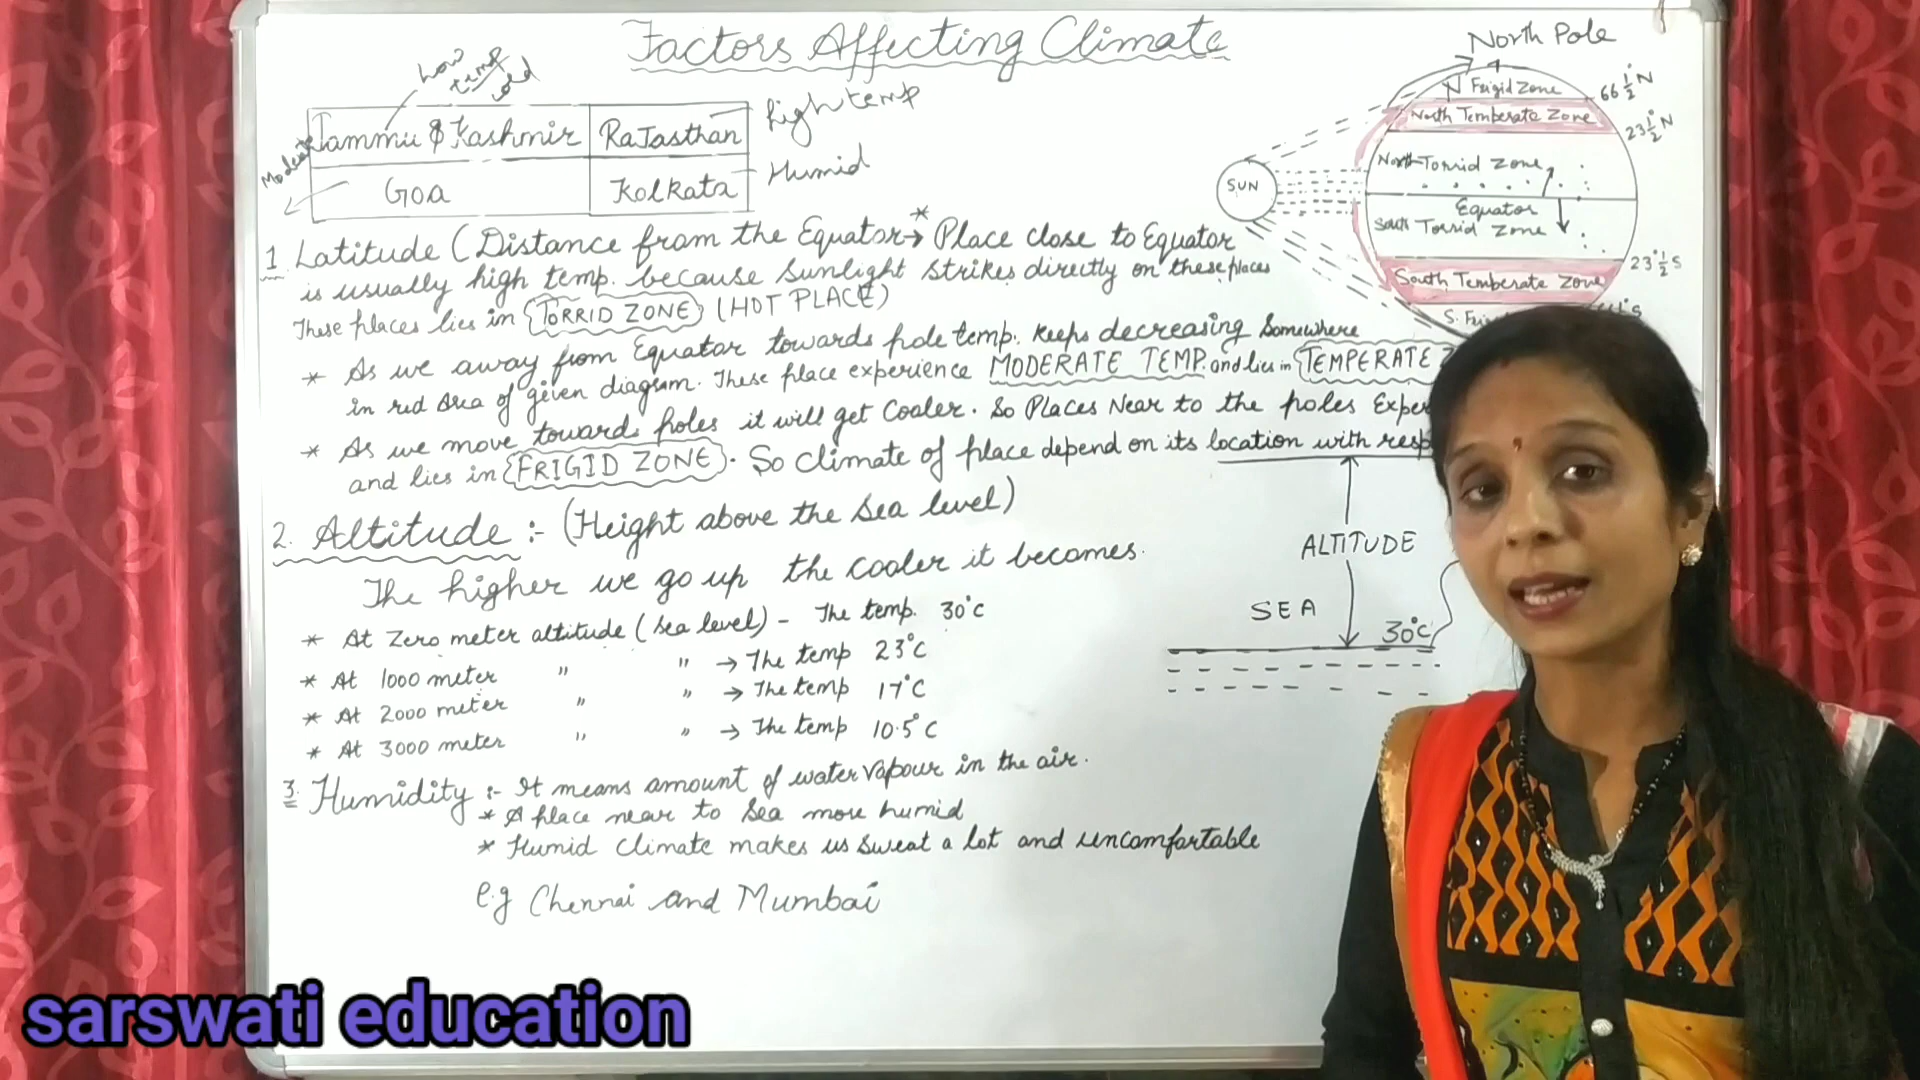 Factors Affecting Climate
low temp cold
Jammu & Kashmir
Rajasthan
high temp
Goa
Kolkata
Humid
1. Latitude (Distance from the Equator → * Place close to Equator
is usually high temp. because sunlight strikes directly on these places
These places lies in TORRID ZONE (HOT PLACE)
* As we away from Equator towards pole temp. keeps decreasing somewhere
in red area of given diagram. These place experience MODERATE TEMP. and lies in TEMPERATE Z
* As we move towards poles it will get cooler. So Places Near to the poles Exper
and lies in FRIGID ZONE. So climate of place depend on its location with resp
2. Altitude :- (Height above the sea level)
The higher we go up the cooler it becomes.
* At Zero meter altitude (sea level) - The temp. 30°C
* At 1000 meter " " → The temp 23°C
* At 2000 meter " " → The temp 17°C
* At 3000 meter " " → The temp 10.5°C
3. Humidity :- It means amount of water vapour in the air.
* A place near to sea more humid
* Humid climate makes us sweat a lot and uncomfortable
e.g Chennai and Mumbai
North Pole
N Frigid Zone
66 1/2° N
North Temberate Zone
23 1/2° N
North Torrid Zone
SUN
Equator
South Torrid Zone
23 1/2° S
South Temberate Zone
ALTITUDE
SEA
30°C
sarswati education